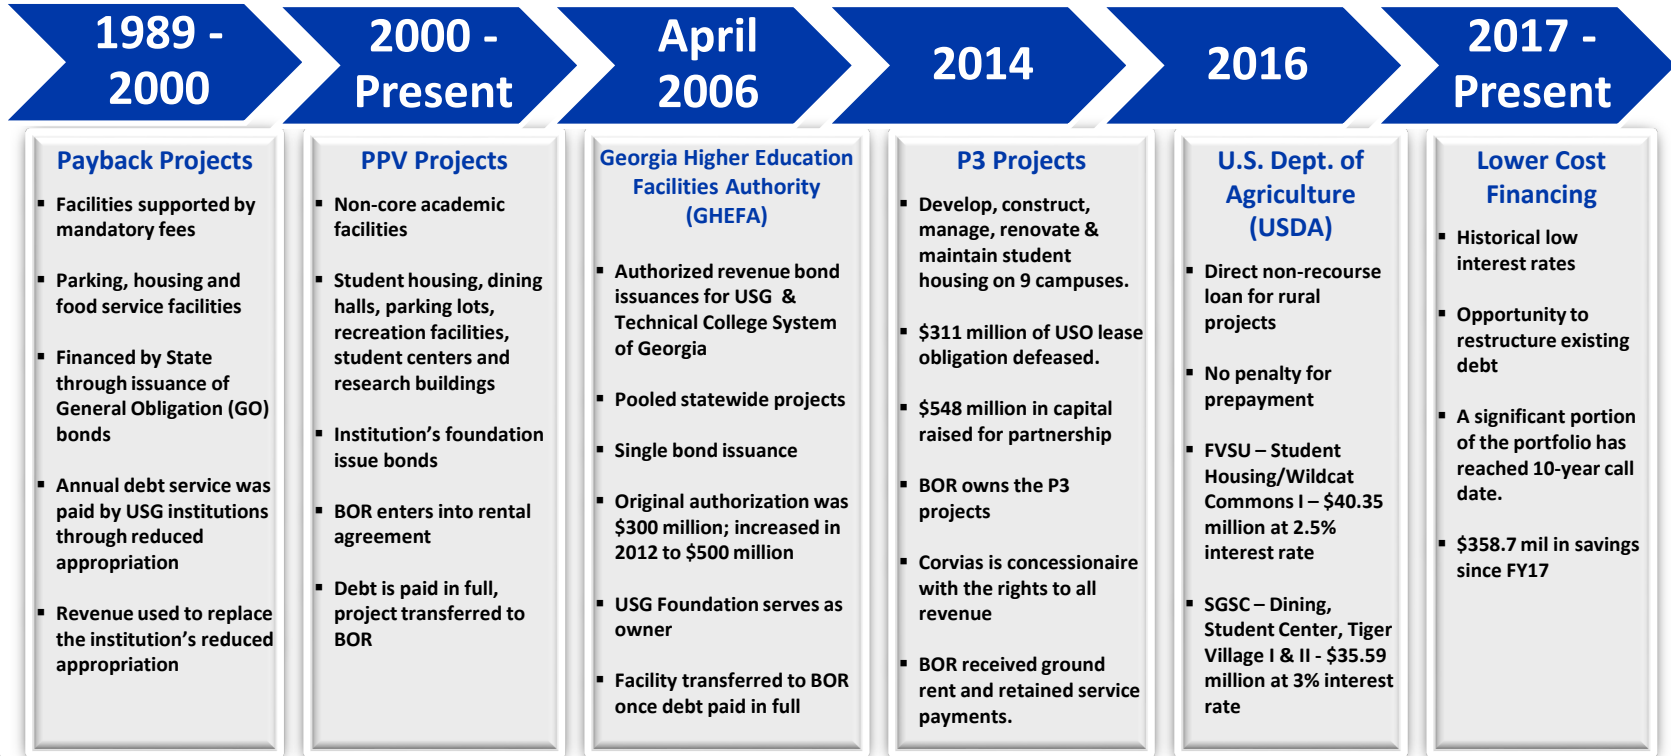 1989 -
2000
2000 -
Present
April
2006
2014
2016
2017 -
Present
Payback Projects
▪ Facilities supported by
mandatory fees
▪ Parking, housing and
food service facilities
▪ Financed by State
through issuance of
General Obligation (GO)
bonds
▪ Annual debt service was
paid by USG institutions
through reduced
appropriation
▪ Revenue used to replace
the institution's reduced
appropriation
PPV Projects
▪ Non-core academic
facilities
▪ Student housing, dining
halls, parking lots,
recreation facilities,
student centers and
research buildings
▪ Institution's foundation
issue bonds
▪ BOR enters into rental
agreement
▪ Debt is paid in full,
project transferred to
BOR
Georgia Higher Education
Facilities Authority
(GHEFA)
▪ Authorized revenue bond
issuances for USG &
Technical College System
of Georgia
▪ Pooled statewide projects
▪ Single bond issuance
▪ Original authorization was
$300 million; increased in
2012 to $500 million
▪ USG Foundation serves as
owner
▪ Facility transferred to BOR
once debt paid in full
P3 Projects
▪ Develop, construct,
manage, renovate &
maintain student
housing on 9 campuses.
▪ $311 million of USO lease
obligation defeased.
▪ $548 million in capital
raised for partnership
▪ BOR owns the P3
projects
▪ Corvias is concessionaire
with the rights to all
revenue
▪ BOR received ground
rent and retained service
payments.
U.S. Dept. of
Agriculture
(USDA)
▪ Direct non-recourse
loan for rural
projects
▪ No penalty for
prepayment
▪ FVSU – Student
Housing/Wildcat
Commons I – $40.35
million at 2.5%
interest rate
▪ SGSC – Dining,
Student Center, Tiger
Village I & II - $35.59
million at 3% interest
rate
Lower Cost
Financing
▪ Historical low
interest rates
▪ Opportunity to
restructure existing
debt
▪ A significant portion
of the portfolio has
reached 10-year call
date.
▪ $358.7 mil in savings
since FY17